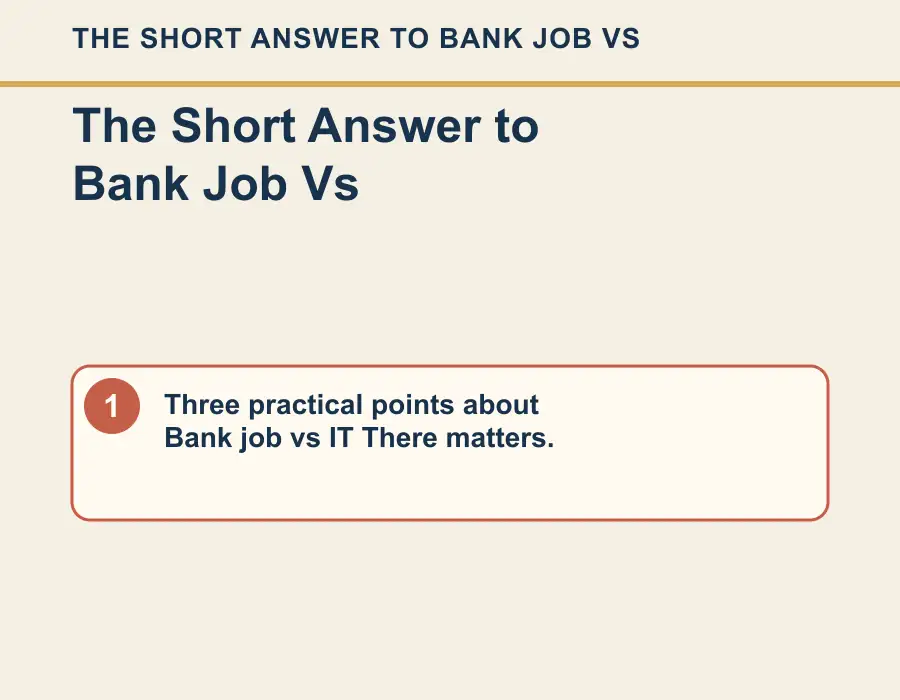 THE SHORT ANSWER TO BANK JOB VS
The Short Answer to
Bank Job Vs
1
Three practical points about
Bank job vs IT There matters.